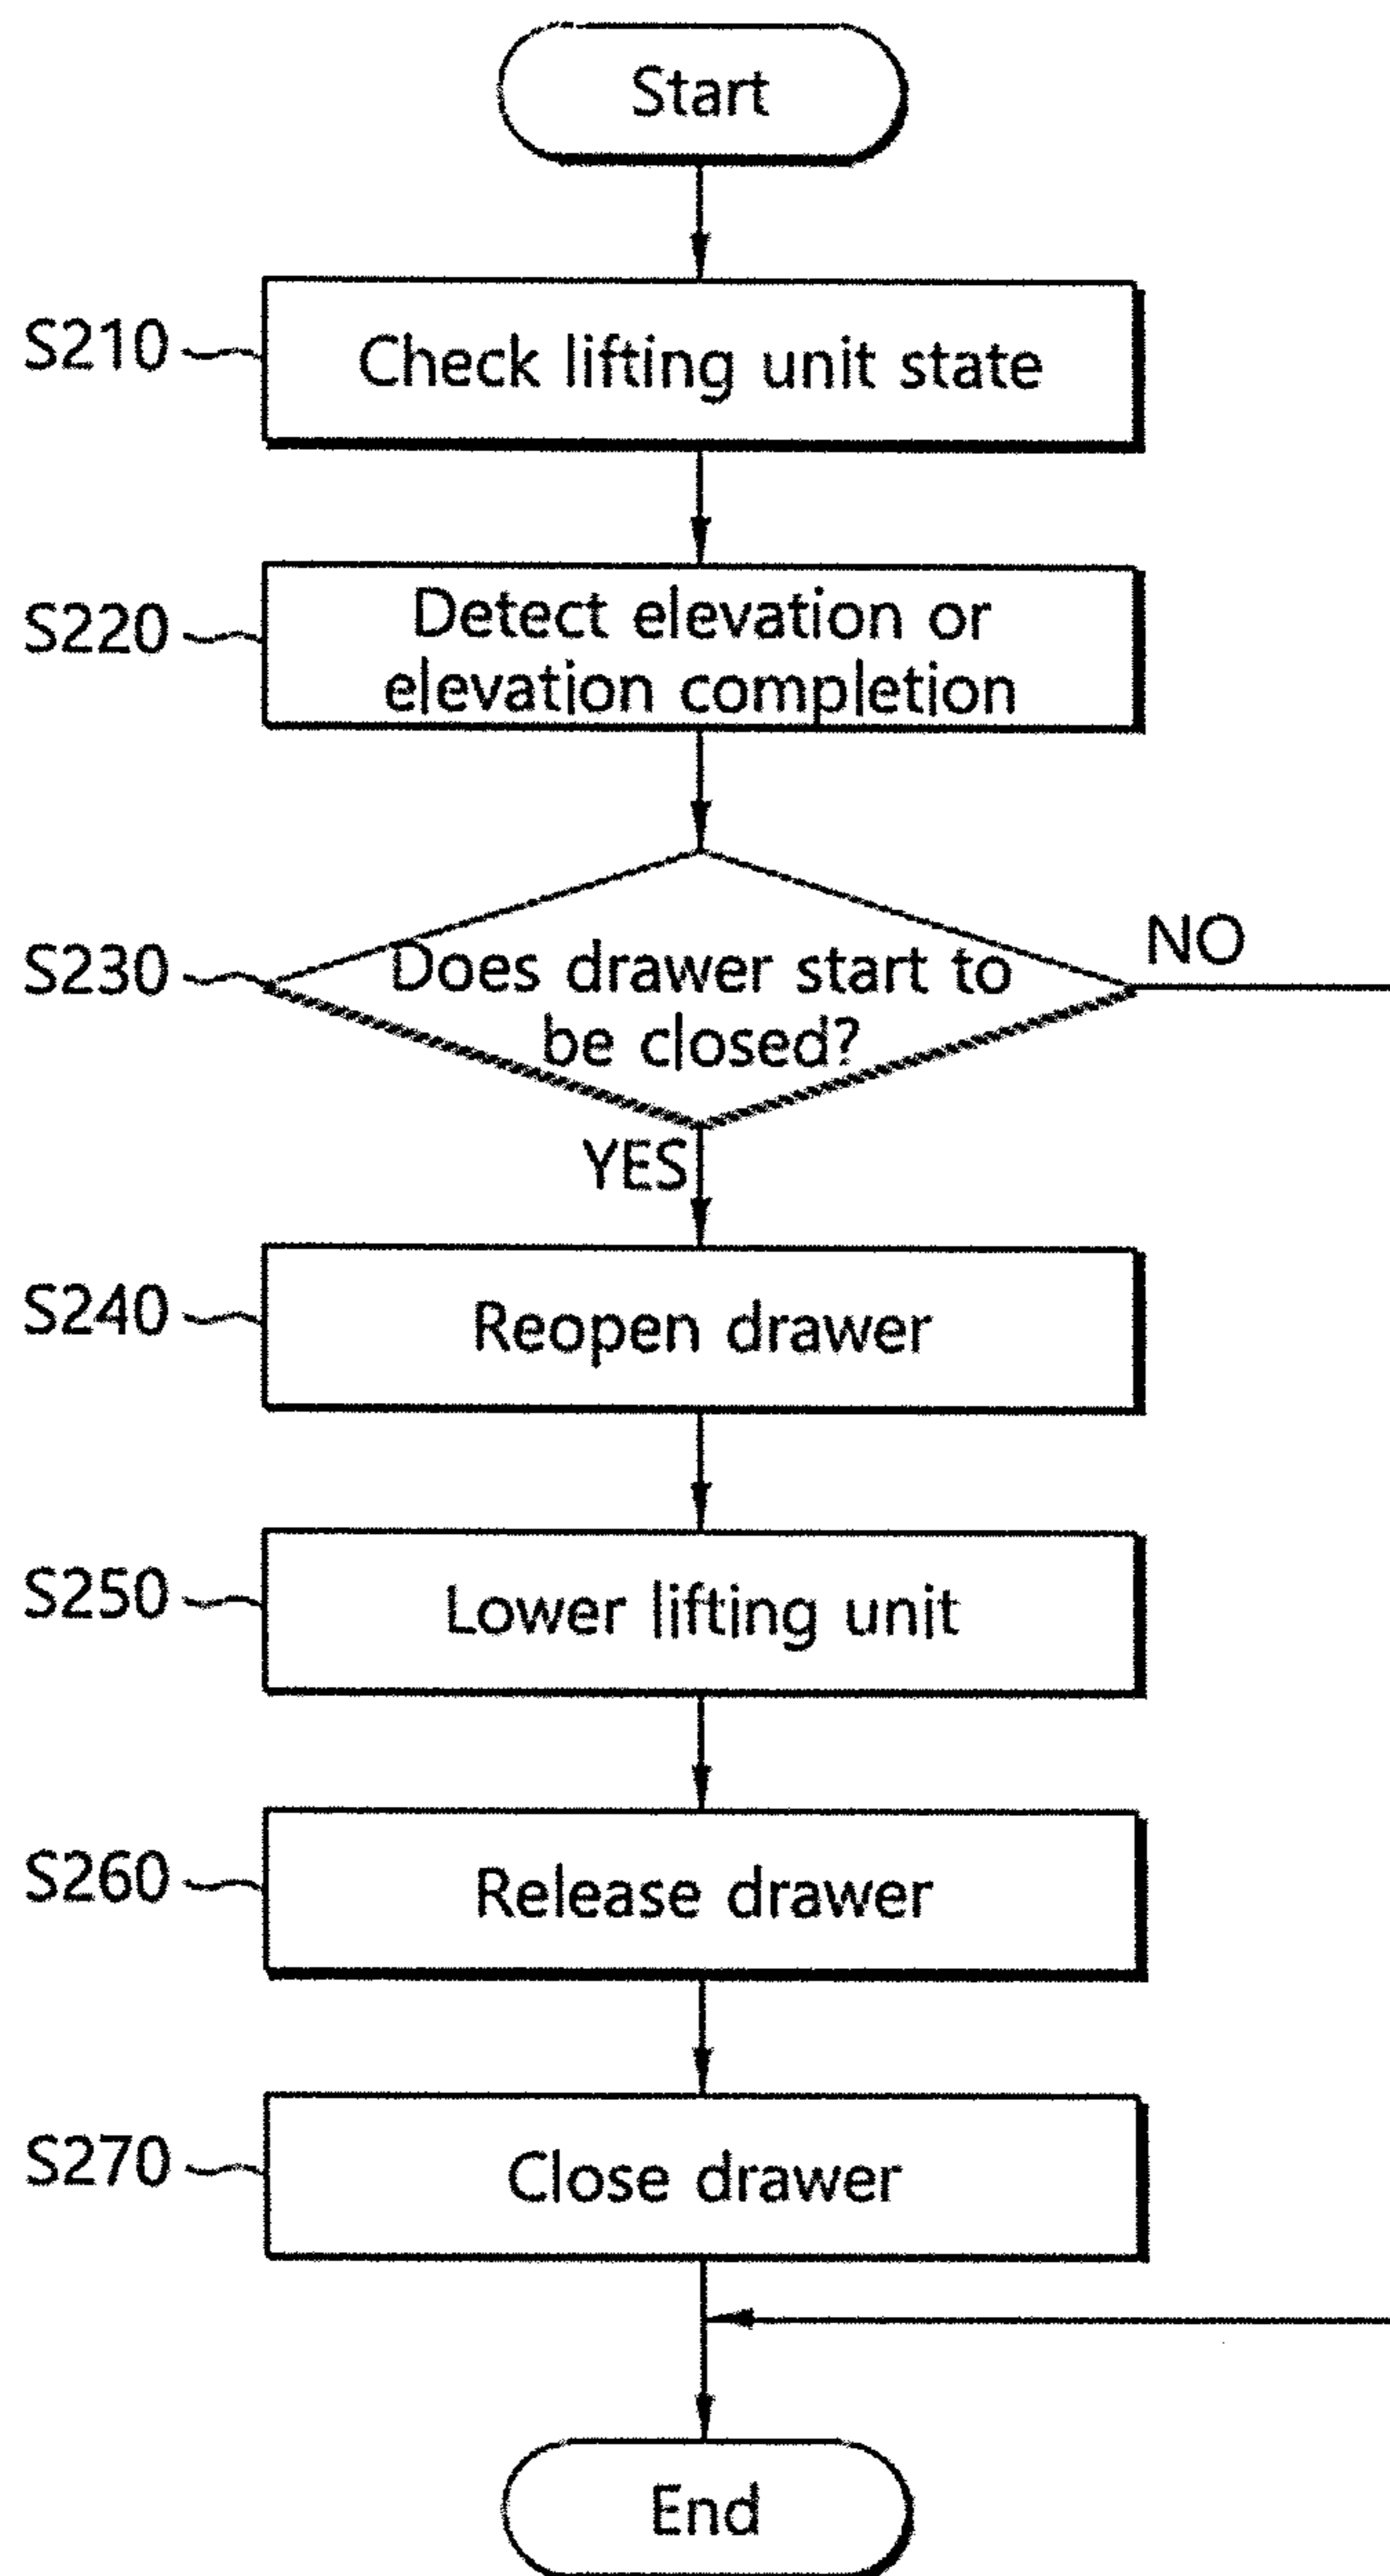 Start
S210
Check lifting unit state
S220
Detect elevation or
elevation completion
S230
Does drawer start to
be closed?
NO
YES
S240
Reopen drawer
S250
Lower lifting unit
S260
Release drawer
S270
Close drawer
End